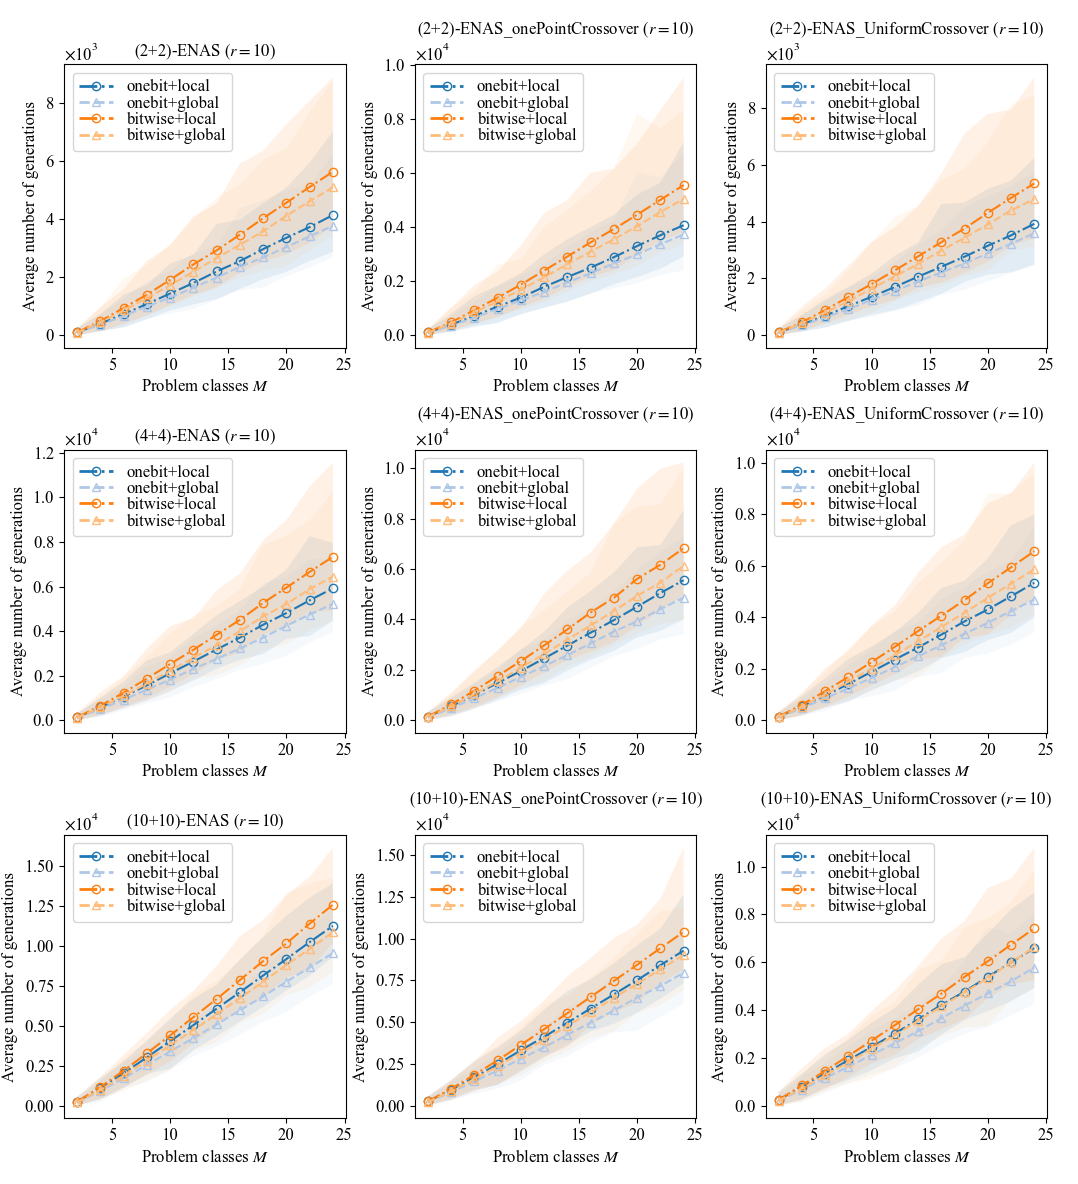 (2+2)-ENAS (r = 10)
×10³
Average number of generations
8
6
4
2
0
onebit+local
onebit+global
bitwise+local
bitwise+global
5
10
15
20
25
Problem classes M
(2+2)-ENAS_onePointCrossover (r = 10)
×10⁴
Average number of generations
1.0
0.8
0.6
0.4
0.2
0.0
onebit+local
onebit+global
bitwise+local
bitwise+global
5
10
15
20
25
Problem classes M
(2+2)-ENAS_UniformCrossover (r = 10)
×10³
Average number of generations
8
6
4
2
0
onebit+local
onebit+global
bitwise+local
bitwise+global
5
10
15
20
25
Problem classes M
(4+4)-ENAS (r = 10)
×10⁴
Average number of generations
1.2
1.0
0.8
0.6
0.4
0.2
0.0
onebit+local
onebit+global
bitwise+local
bitwise+global
5
10
15
20
25
Problem classes M
(4+4)-ENAS_onePointCrossover (r = 10)
×10⁴
Average number of generations
1.0
0.8
0.6
0.4
0.2
0.0
onebit+local
onebit+global
bitwise+local
bitwise+global
5
10
15
20
25
Problem classes M
(4+4)-ENAS_UniformCrossover (r = 10)
×10⁴
Average number of generations
1.0
0.8
0.6
0.4
0.2
0.0
onebit+local
onebit+global
bitwise+local
bitwise+global
5
10
15
20
25
Problem classes M
(10+10)-ENAS (r = 10)
×10⁴
Average number of generations
1.50
1.25
1.00
0.75
0.50
0.25
0.00
onebit+local
onebit+global
bitwise+local
bitwise+global
5
10
15
20
25
Problem classes M
(10+10)-ENAS_onePointCrossover (r = 10)
×10⁴
Average number of generations
1.50
1.25
1.00
0.75
0.50
0.25
0.00
onebit+local
onebit+global
bitwise+local
bitwise+global
5
10
15
20
25
Problem classes M
(10+10)-ENAS_UniformCrossover (r = 10)
×10⁴
Average number of generations
1.0
0.8
0.6
0.4
0.2
0.0
onebit+local
onebit+global
bitwise+local
bitwise+global
5
10
15
20
25
Problem classes M